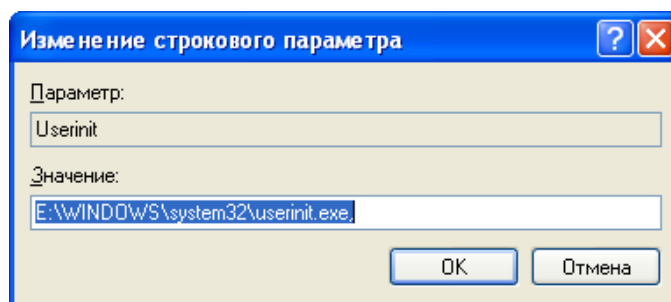 Изменение строкового параметра
Параметр:
Userinit
Значение:
E:\WINDOWS\system32\userinit.exe,
OK Отмена